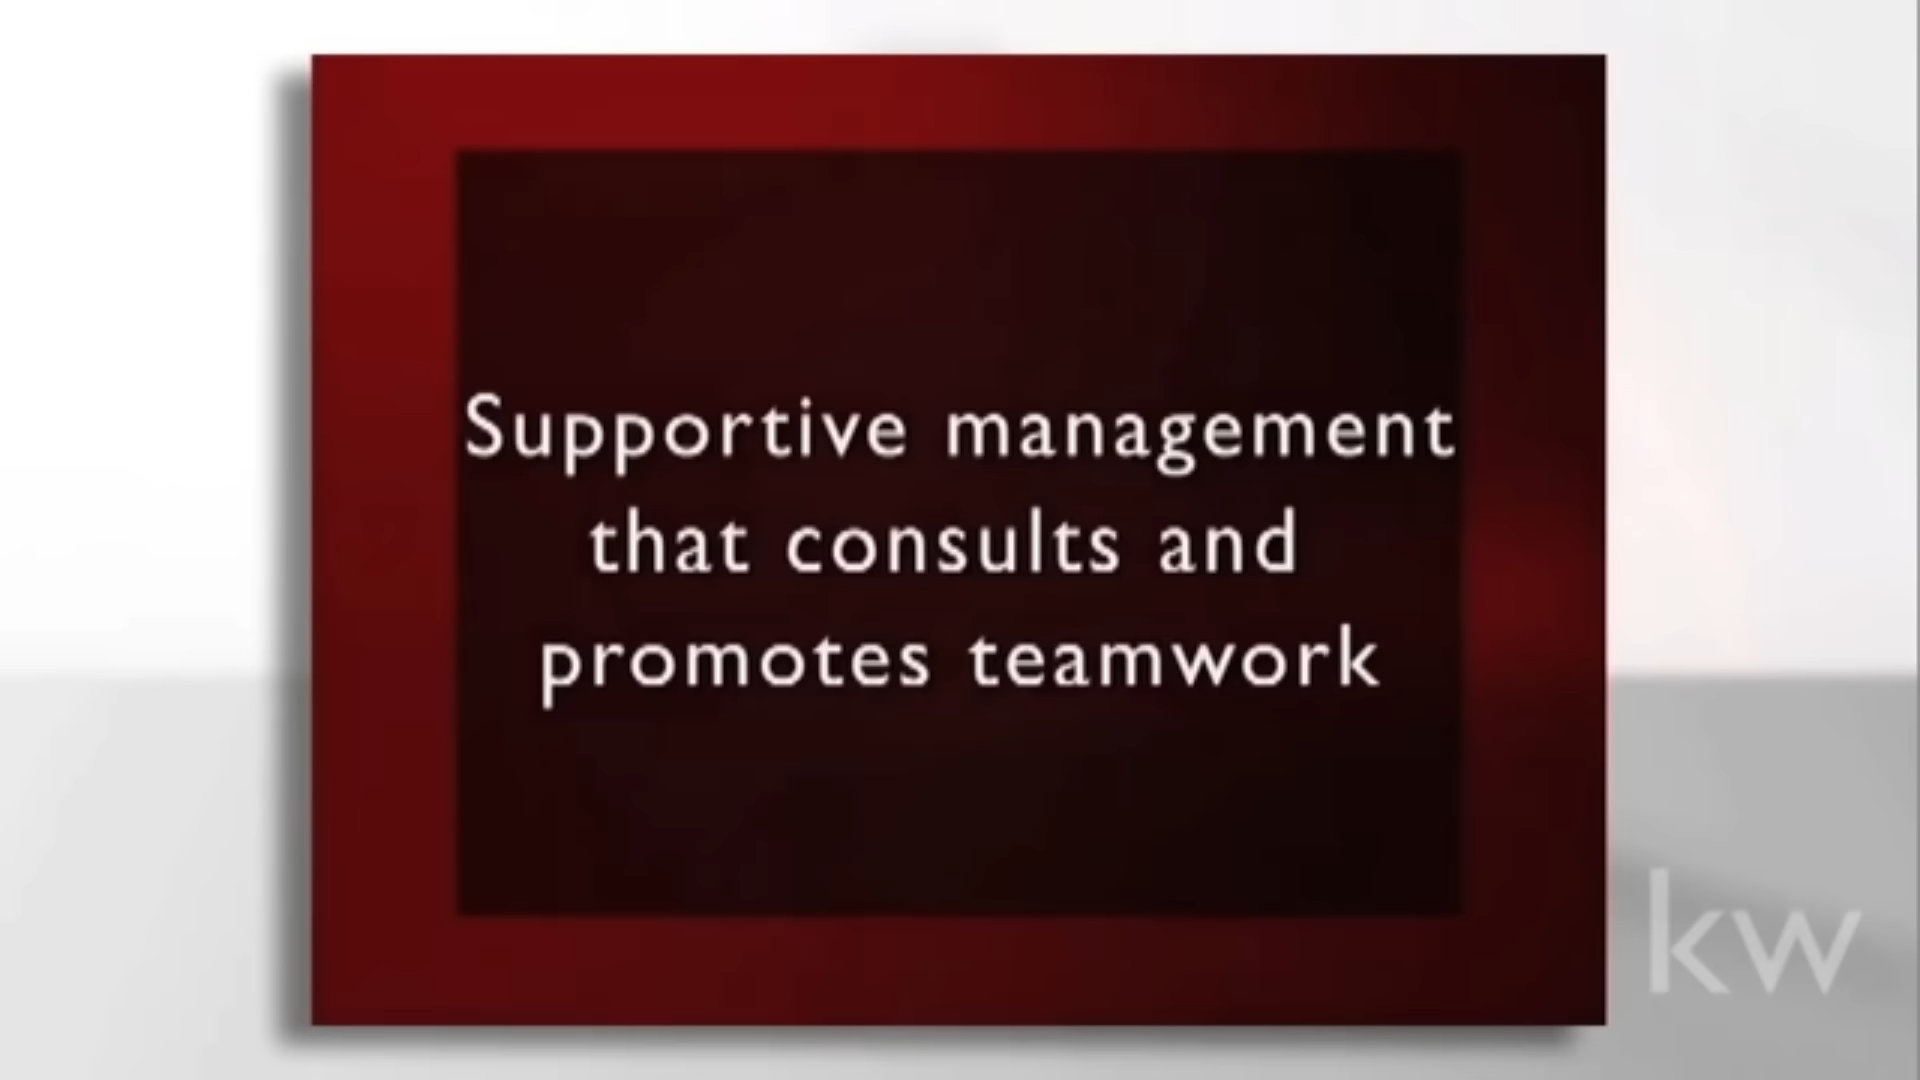 Supportive management
that consults and
promotes teamwork
kw